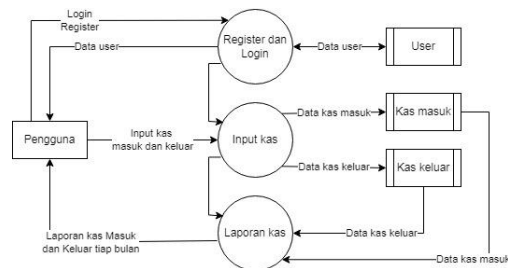 Login
Register
Data user
Register dan
Login
Data user
User
Pengguna
Input kas
masuk dan keluar
Input kas
Data kas masuk
Kas masuk
Data kas keluar
Kas keluar
Laporan kas Masuk
dan Keluar tiap bulan
Laporan kas
Data kas keluar
Data kas masuk